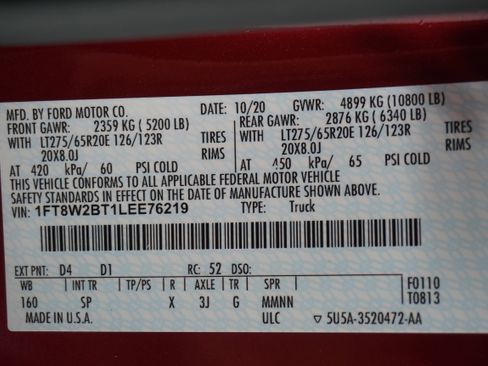 MFD. BY FORD MOTOR CO. DATE: 10/20 GVWR: 4899 KG (10800 LB)
FRONT GAWR: 2359 KG (5200 LB) REAR GAWR: 2876 KG (6340 LB)
WITH LT275/65R20E 126/123R TIRES WITH LT275/65R20E 126/123R TIRES
20X8.0J RIMS 20X8.0J RIMS
AT 420 kPa/ 60 PSI COLD AT 450 kPa/ 65 PSI COLD
THIS VEHICLE CONFORMS TO ALL APPLICABLE FEDERAL MOTOR VEHICLE
SAFETY STANDARDS IN EFFECT ON THE DATE OF MANUFACTURE SHOWN ABOVE.
VIN: 1FT8W2BT1LEE76219 TYPE: Truck
EXT PNT: D4 D1 RC: 52 DSO:
WB INT TR TP/PS R AXLE TR SPR F0110
160 SP X 3J G MMNN T0813
MADE IN U.S.A. ULC ▽ 5U5A-3520472-AA